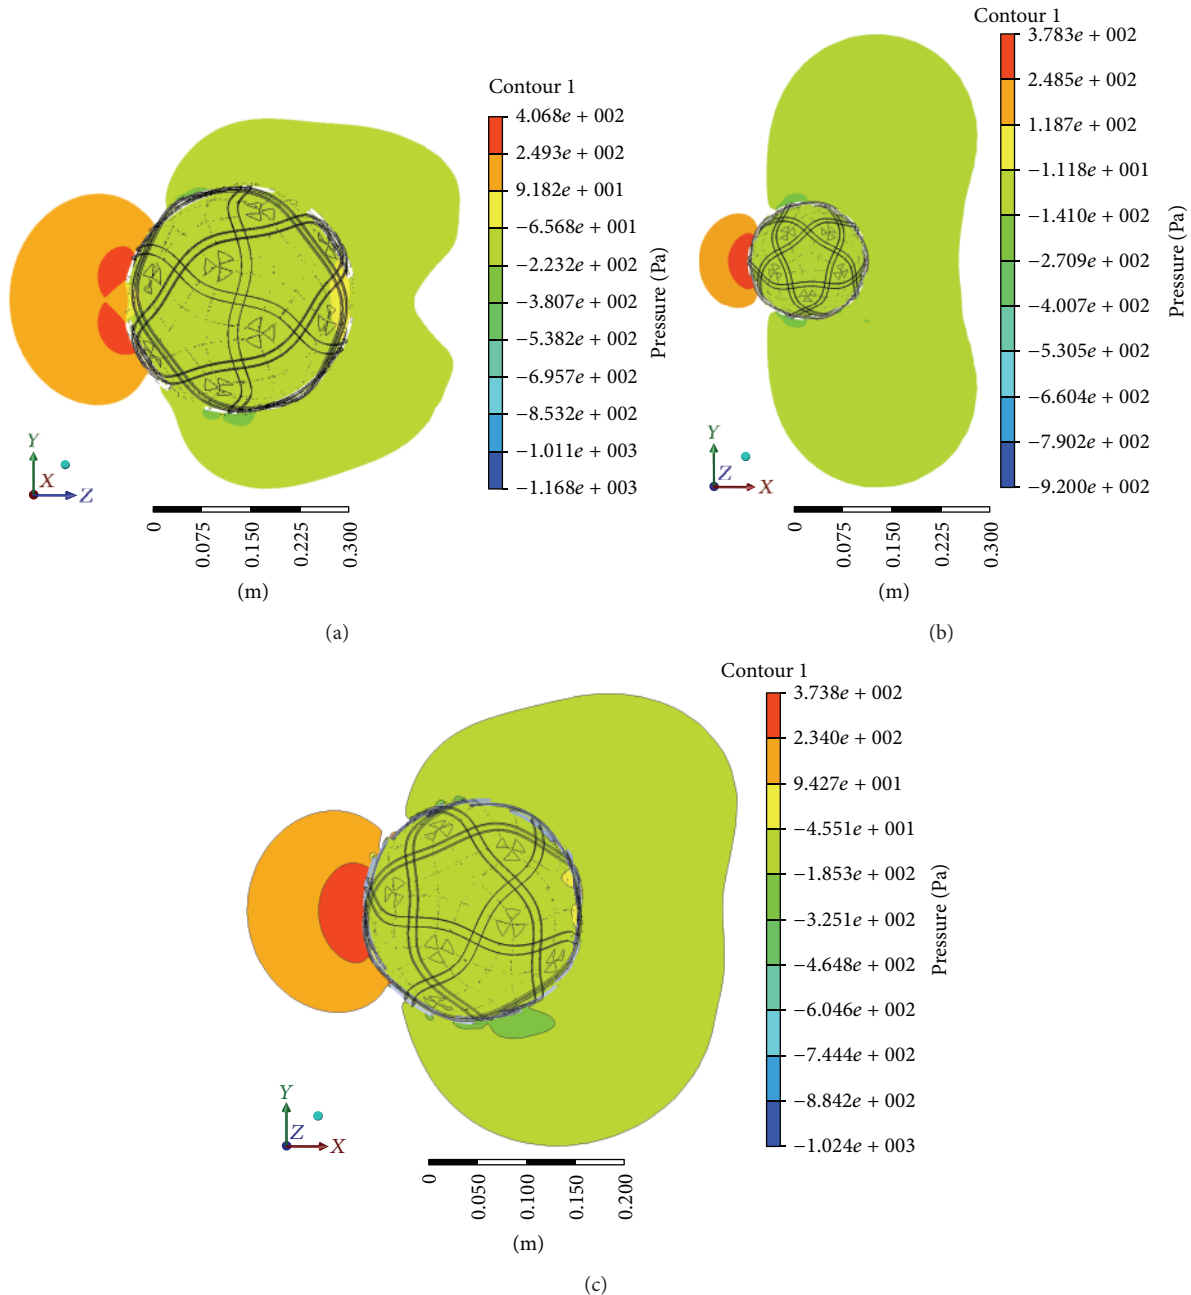 Contour 1
4.068e + 002
2.493e + 002
9.182e + 001
−6.568e + 001
−2.232e + 002
−3.807e + 002
−5.382e + 002
−6.957e + 002
−8.532e + 002
−1.011e + 003
−1.168e + 003
Pressure (Pa)
Y
X
Z
0
0.075
0.150
0.225
0.300
(m)
(a)
Contour 1
3.783e + 002
2.485e + 002
1.187e + 002
−1.118e + 001
−1.410e + 002
−2.709e + 002
−4.007e + 002
−5.305e + 002
−6.604e + 002
−7.902e + 002
−9.200e + 002
Pressure (Pa)
Y
Z
X
0
0.075
0.150
0.225
0.300
(m)
(b)
Contour 1
3.738e + 002
2.340e + 002
9.427e + 001
−4.551e + 001
−1.853e + 002
−3.251e + 002
−4.648e + 002
−6.046e + 002
−7.444e + 002
−8.842e + 002
−1.024e + 003
Pressure (Pa)
Y
Z
X
0
0.050
0.100
0.150
0.200
(m)
(c)